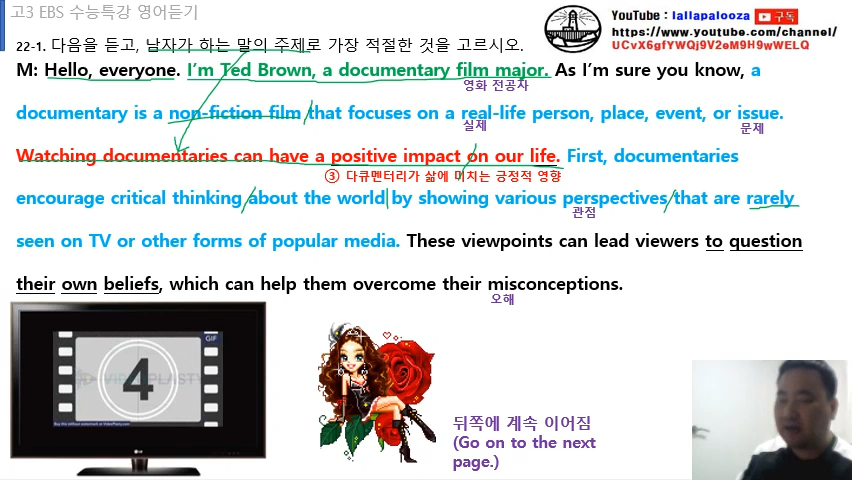 고3 EBS 수능특강 영어듣기
YouTube : lallapalooza 구독
https://www.youtube.com/channel/
UCvX6gfYWQj9V2eM9H9wWELQ
22-1. 다음을 듣고, 남자가 하는 말의 주제로 가장 적절한 것을 고르시오.
M: Hello, everyone. I’m Ted Brown, a documentary film major. As I’m sure you know, a
영화 전공자
documentary is a non-fiction film that focuses on a real-life person, place, event, or issue.
실제
문제
Watching documentaries can have a positive impact on our life. First, documentaries
③ 다큐멘터리가 삶에 미치는 긍정적 영향
encourage critical thinking about the world by showing various perspectives that are rarely
관점
seen on TV or other forms of popular media. These viewpoints can lead viewers to question
their own beliefs, which can help them overcome their misconceptions.
오해
GIF
4
LG
뒤쪽에 계속 이어짐
(Go on to the next
page.)